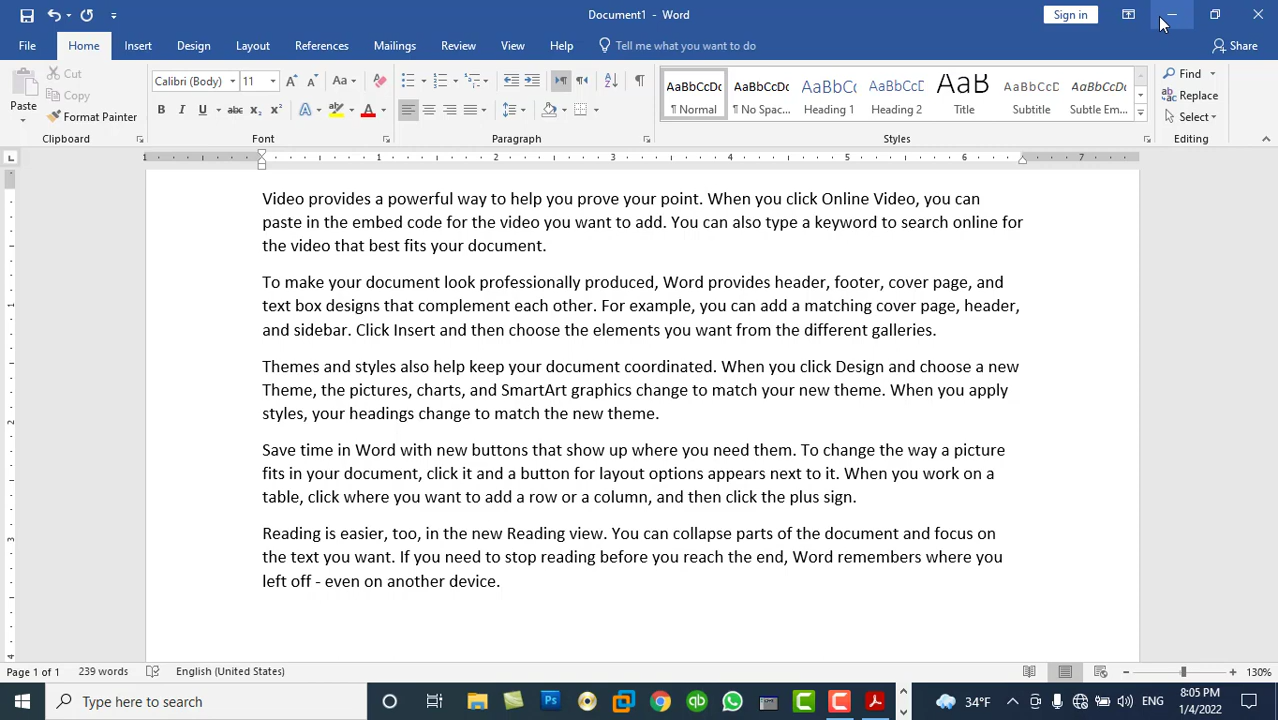 Document1 - Word
Sign in
File Home Insert Design Layout References Mailings Review View Help Tell me what you want to do Share
Paste
Cut
Copy
Format Painter
Clipboard
Calibri (Body) 11
Font
Paragraph
AaBbCcDc AaBbCcDc AaBbCc AaBbCcD AaB AaBbCcD AaBbCcDc
¶ Normal ¶ No Spac... Heading 1 Heading 2 Title Subtitle Subtle Em...
Styles
Find
Replace
Select
Editing
1 1 2 3 4 5 6 7
Video provides a powerful way to help you prove your point. When you click Online Video, you can
paste in the embed code for the video you want to add. You can also type a keyword to search online for
the video that best fits your document.
To make your document look professionally produced, Word provides header, footer, cover page, and
text box designs that complement each other. For example, you can add a matching cover page, header,
and sidebar. Click Insert and then choose the elements you want from the different galleries.
Themes and styles also help keep your document coordinated. When you click Design and choose a new
Theme, the pictures, charts, and SmartArt graphics change to match your new theme. When you apply
styles, your headings change to match the new theme.
Save time in Word with new buttons that show up where you need them. To change the way a picture
fits in your document, click it and a button for layout options appears next to it. When you work on a
table, click where you want to add a row or a column, and then click the plus sign.
Reading is easier, too, in the new Reading view. You can collapse parts of the document and focus on
the text you want. If you need to stop reading before you reach the end, Word remembers where you
left off - even on another device.
Page 1 of 1 239 words English (United States) 130%
Type here to search
34°F
ENG
8:05 PM
1/4/2022